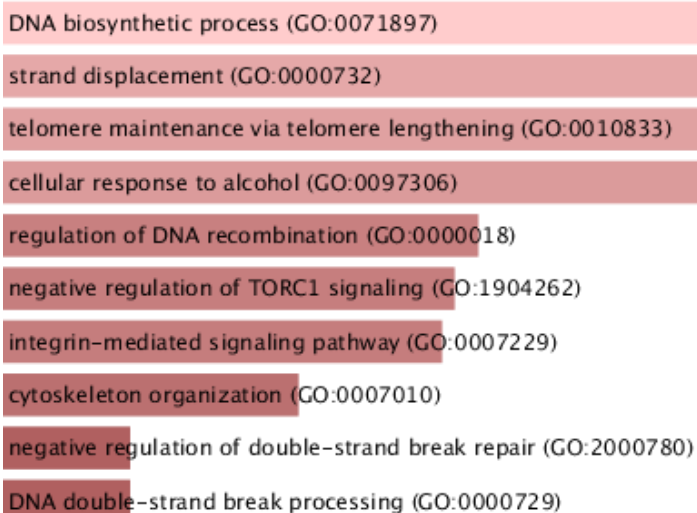 DNA biosynthetic process (GO:0071897)
strand displacement (GO:0000732)
telomere maintenance via telomere lengthening (GO:0010833)
cellular response to alcohol (GO:0097306)
regulation of DNA recombination (GO:0000018)
negative regulation of TORC1 signaling (GO:1904262)
integrin−mediated signaling pathway (GO:0007229)
cytoskeleton organization (GO:0007010)
negative regulation of double−strand break repair (GO:2000780)
DNA double−strand break processing (GO:0000729)